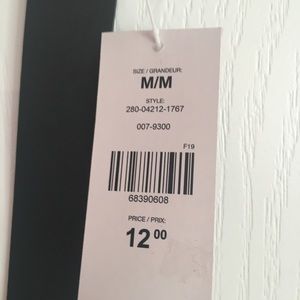 SIZE / GRANDEUR:
M/M
STYLE:
280-04212-1767
007-9300
F19
68390608
PRICE / PRIX:
12 00